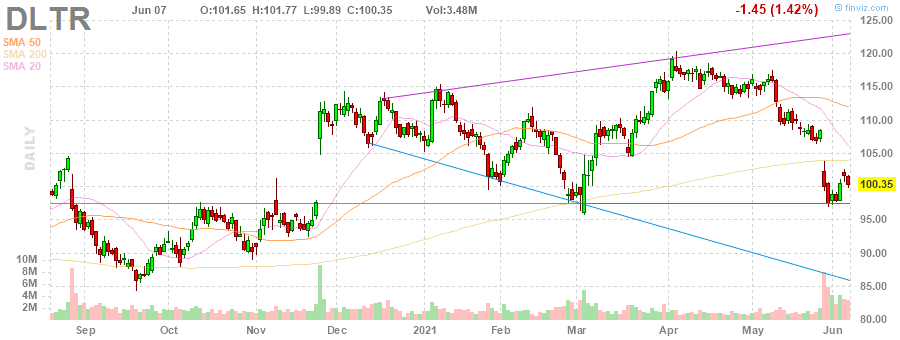 DLTR Jun 07 O:101.65 H:101.77 L:99.89 C:100.35 Vol:3.48M -1.45 (1.42%) © finviz.com
SMA 50
SMA 200
SMA 20
DAILY
125.00
120.00
115.00
110.00
105.00
100.35
95.00
90.00
85.00
80.00
10M
8M
6M
4M
2M
Sep Oct Nov Dec 2021 Feb Mar Apr May Jun